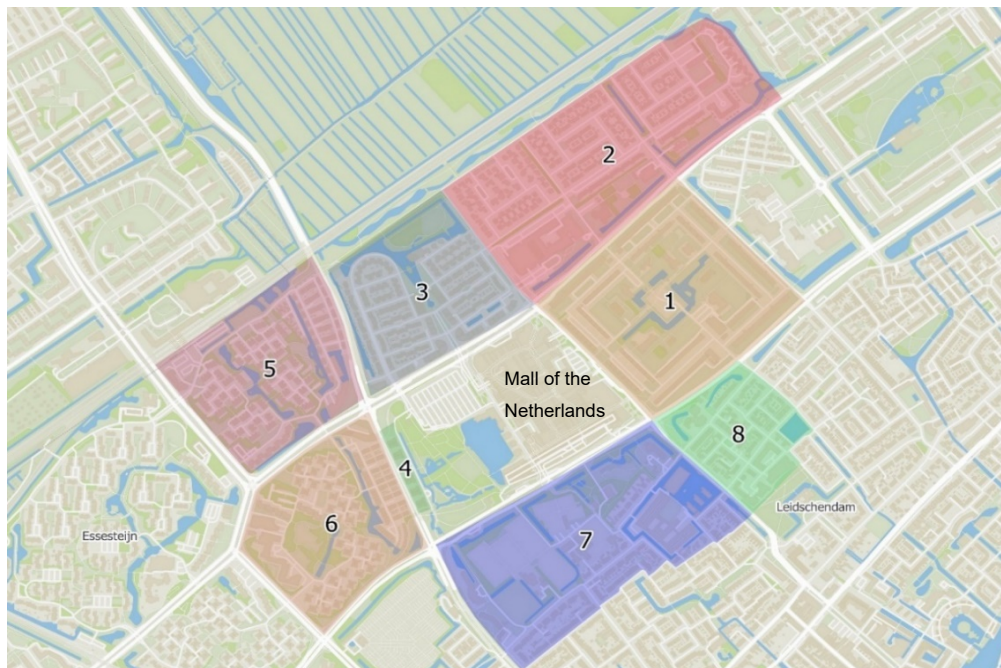 2
1
3
5
Mall of the
Netherlands
8
4
Leidschendam
6
Essesteijn
7